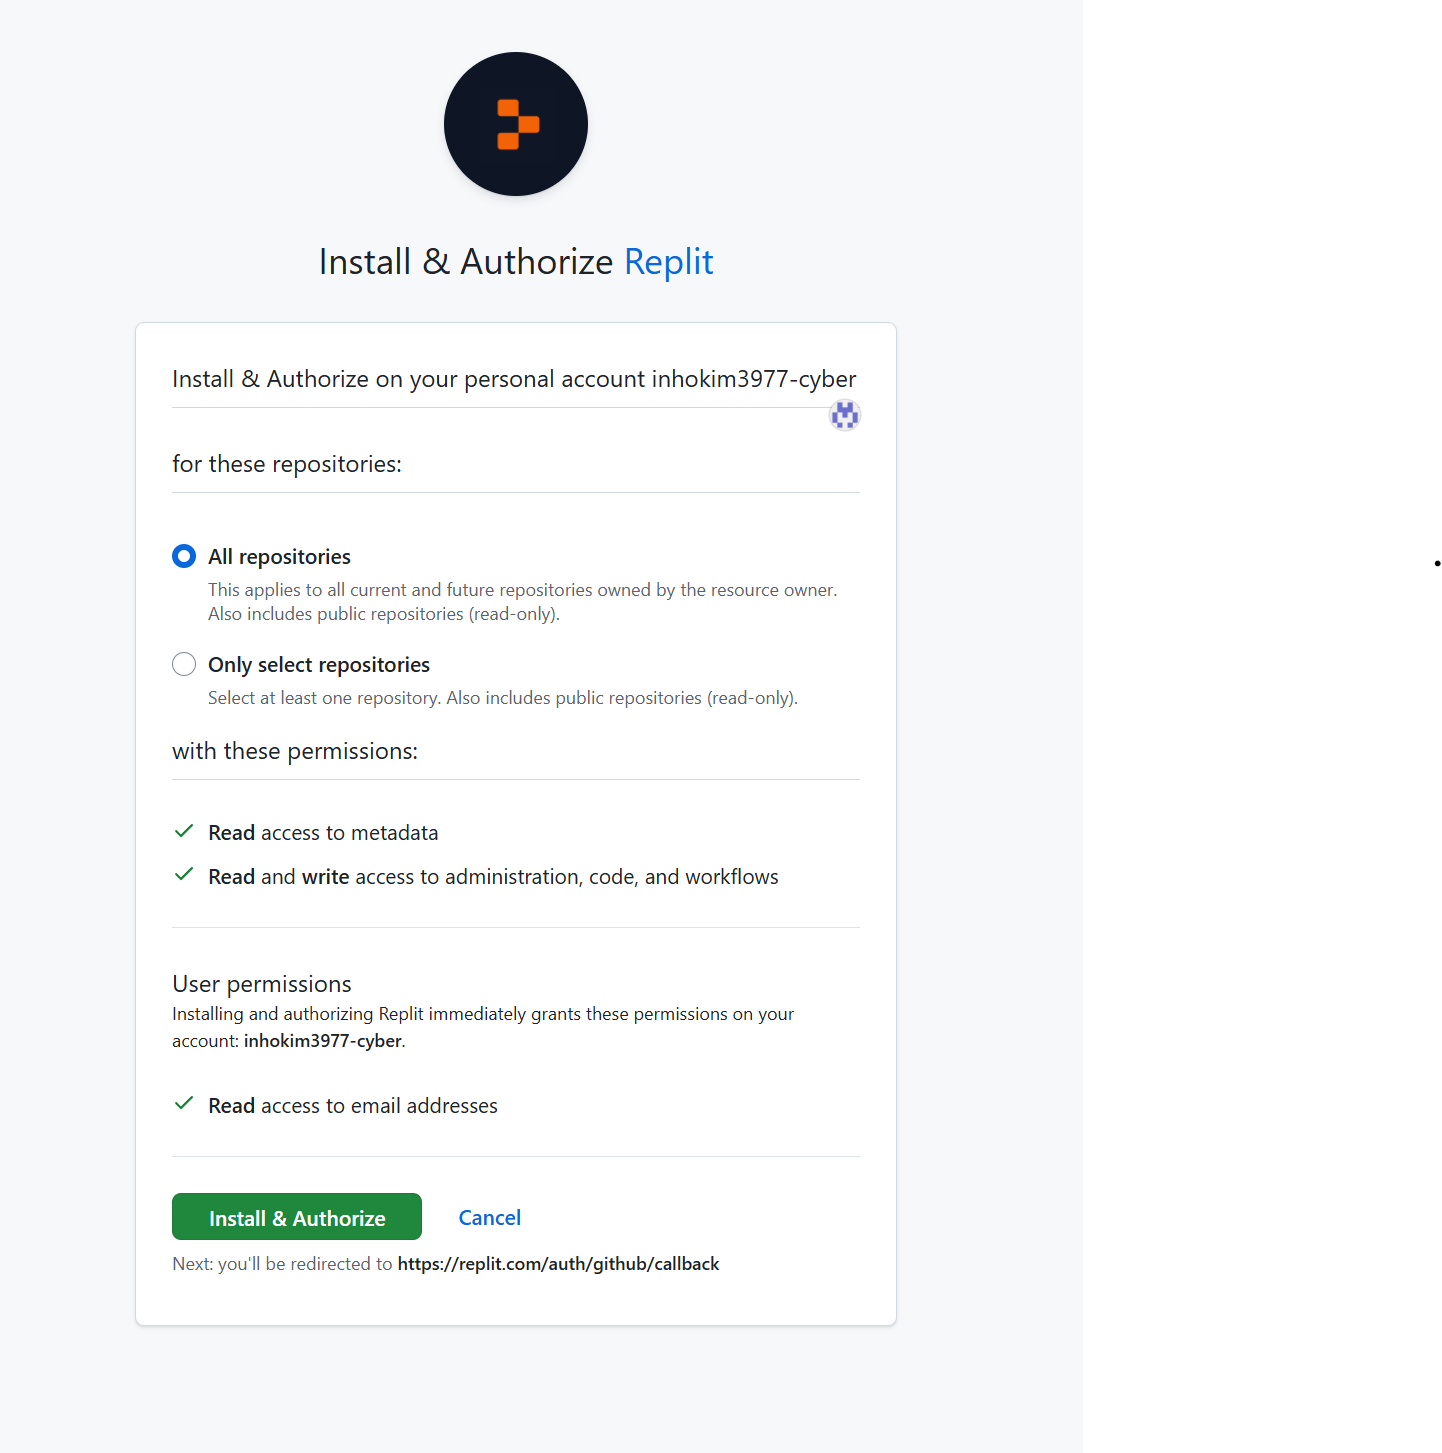 Install & Authorize Replit
Install & Authorize on your personal account inhokim3977-cyber
for these repositories:
All repositories
This applies to all current and future repositories owned by the resource owner.
Also includes public repositories (read-only).
Only select repositories
Select at least one repository. Also includes public repositories (read-only).
with these permissions:
Read access to metadata
Read and write access to administration, code, and workflows
User permissions
Installing and authorizing Replit immediately grants these permissions on your
account: inhokim3977-cyber.
Read access to email addresses
Install & Authorize Cancel
Next: you'll be redirected to https://replit.com/auth/github/callback